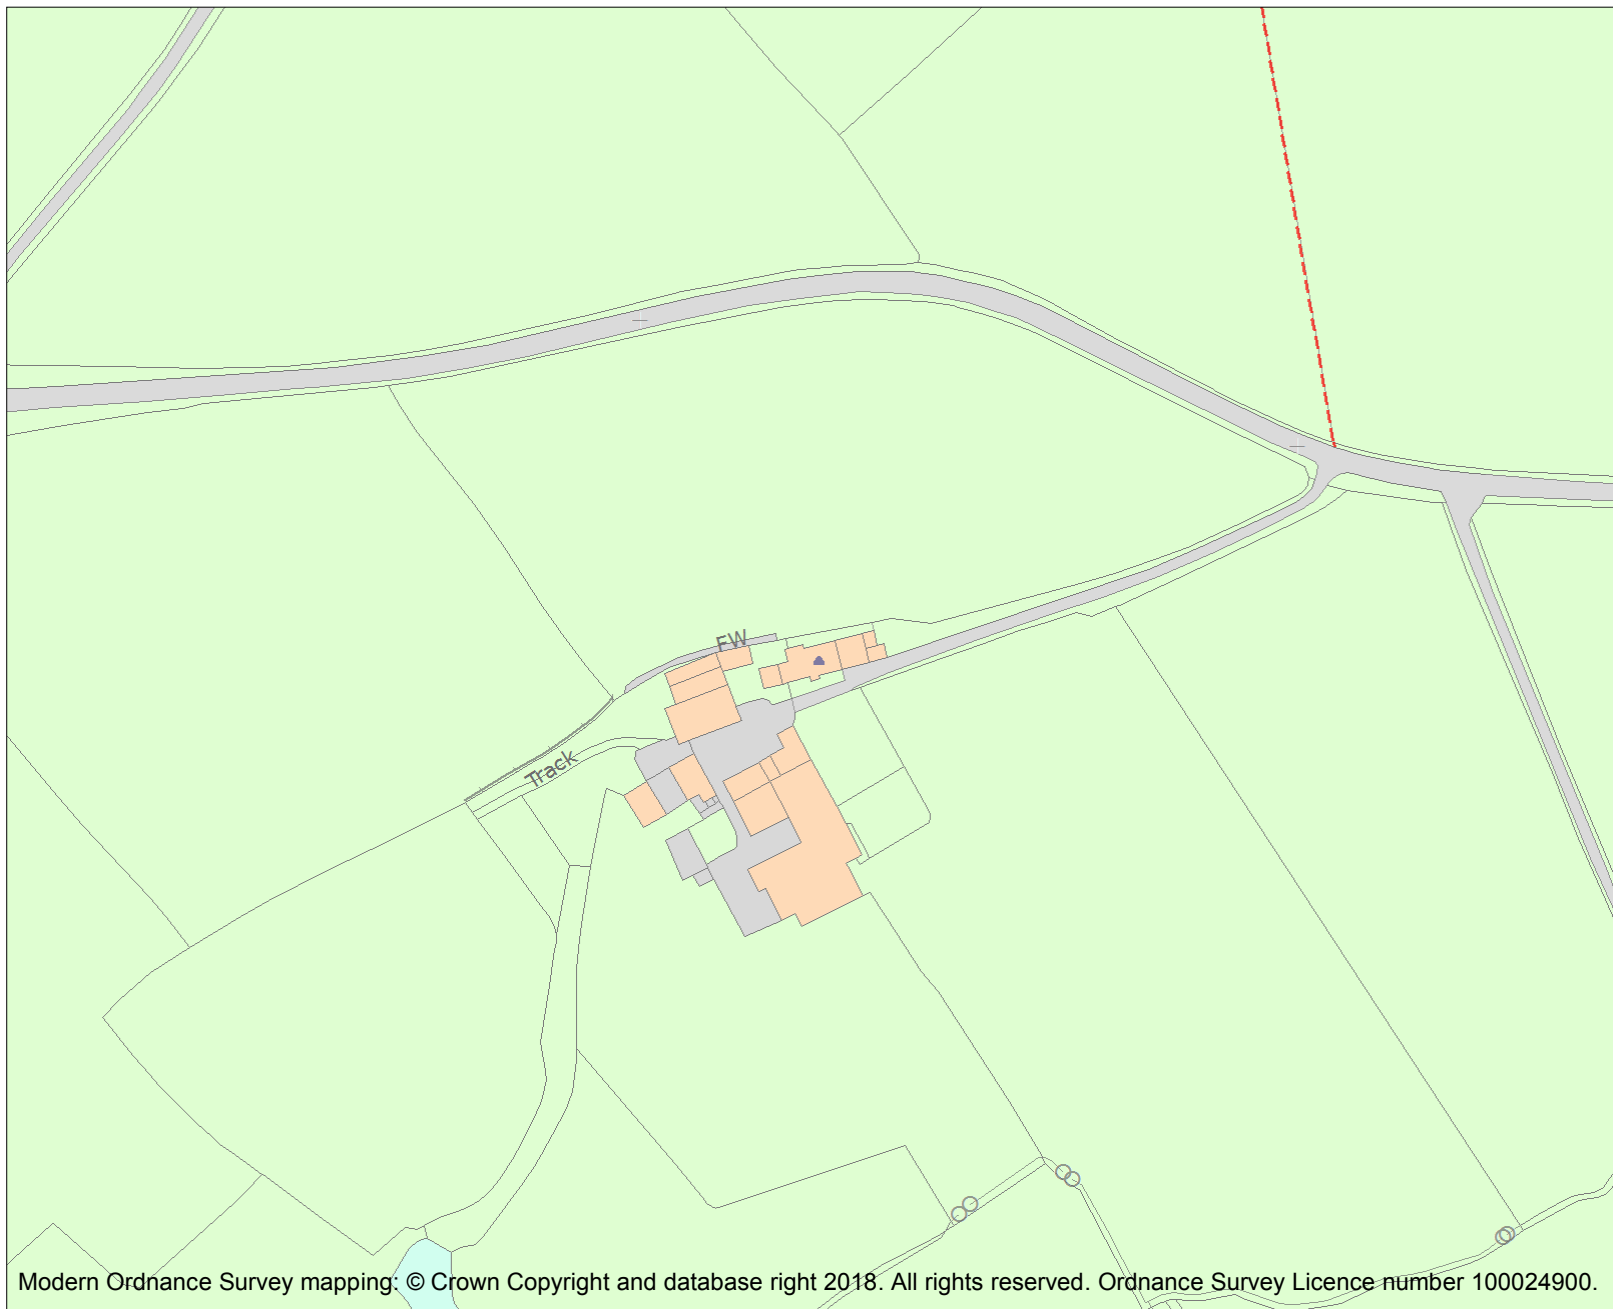 FW
Track
Modern Ordnance Survey mapping: © Crown Copyright and database right 2018. All rights reserved. Ordnance Survey Licence number 100024900.